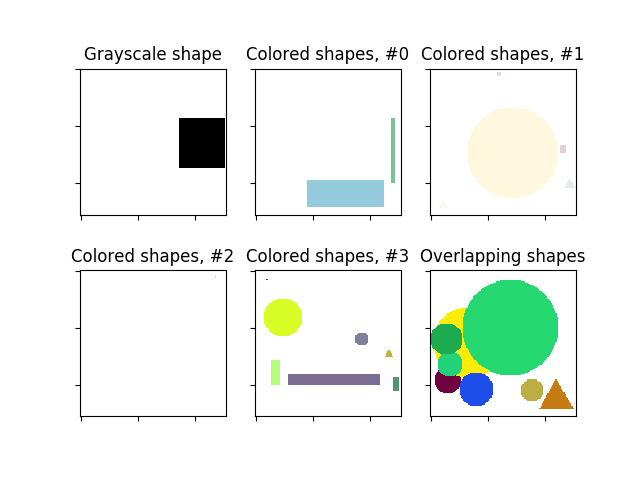 Grayscale shape
Colored shapes, #0
Colored shapes, #1
Colored shapes, #2
Colored shapes, #3
Overlapping shapes